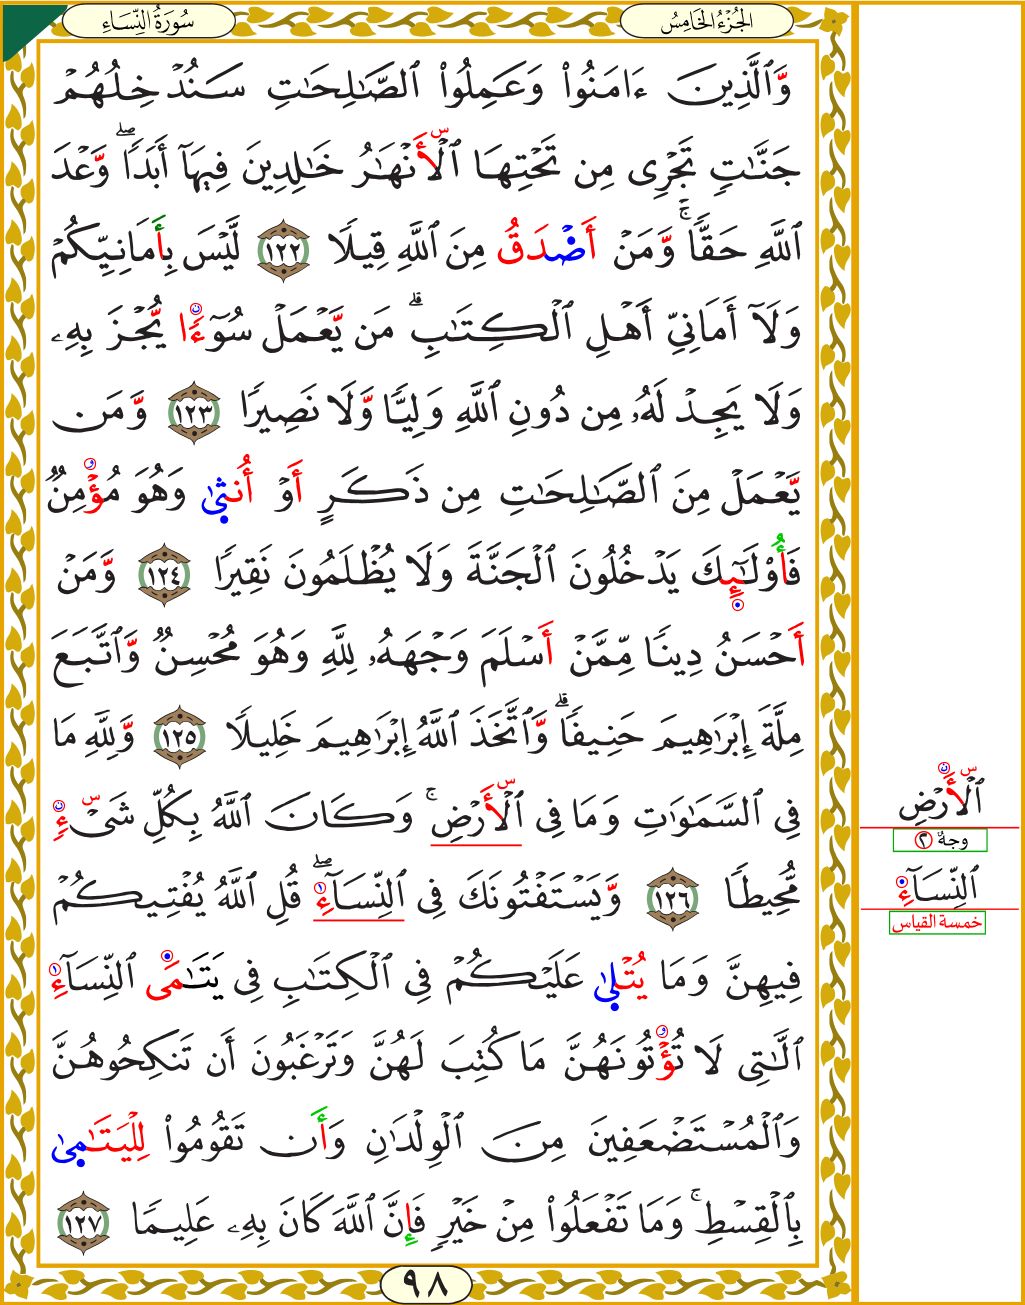 سُورَةُ النِّسَاءِ
الجُزْءُ الخَامِسُ
وَّٱلَّذِينَ ءَامَنُواْ وَعَمِلُواْ ٱلصَّٰلِحَٰتِ سَنُدْخِلُهُمْ
جَنَّٰتٖ تَجْرِى مِن تَحْتِهَا ٱلْأَنْهَٰرُ خَٰلِدِينَ فِيهَآ أَبَدٗاۖ وَّعْدَ
ٱللَّهِ حَقّٗاۚ وَّمَنْ أَصْدَقُ مِنَ ٱللَّهِ قِيلٗا ١٢٢ لَّيْسَ بِأَمَانِيِّكُمْ
وَلَآ أَمَانِيِّ أَهْلِ ٱلْكِتَٰبِۗ مَن يَّعْمَلْ سُوٓءٗا يُّجْزَ بِهِۦ
وَلَا يَجِدْ لَهُۥ مِن دُونِ ٱللَّهِ وَلِيّٗا وَّلَا نَصِيرٗا ١٢٣ وَّمَن
يَّعْمَلْ مِنَ ٱلصَّٰلِحَٰتِ مِن ذَكَرٍ أَوْ أُنثىٰ وَهُوَ مُؤْمِنٞ
فَأُوْلَٰٓئِكَ يَدْخُلُونَ ٱلْجَنَّةَ وَلَا يُظْلَمُونَ نَقِيرٗا ١٢٤ وَّمَنْ
أَحْسَنُ دِينٗا مِّمَّنْ أَسْلَمَ وَجْهَهُۥ لِلَّهِ وَهُوَ مُحْسِنٞ وَّٱتَّبَعَ
مِلَّةَ إِبْرَٰهِيمَ حَنِيفٗاۗ وَّٱتَّخَذَ ٱللَّهُ إِبْرَٰهِيمَ خَلِيلٗا ١٢٥ وَّلِلَّهِ مَا
فِى ٱلسَّمَٰوَٰتِ وَمَا فِى ٱلْأَرْضِۚ وَكَانَ ٱللَّهُ بِكُلِّ شَىْءٖ
مُّحِيطٗا ١٢٦ وَّيَسْتَفْتُونَكَ فِى ٱلنِّسَآءِۖ قُلِ ٱللَّهُ يُفْتِيكُمْ
فِيهِنَّ وَمَا يُتْلىٰ عَلَيْكُمْ فِى ٱلْكِتَٰبِ فِى يَتَٰمَى ٱلنِّسَآءِ
ٱلَّٰتِى لَا تُؤْتُونَهُنَّ مَا كُتِبَ لَهُنَّ وَتَرْغَبُونَ أَن تَنكِحُوهُنَّ
وَٱلْمُسْتَضْعَفِينَ مِنَ ٱلْوِلْدَٰنِ وَأَن تَقُومُواْ لِلْيَتَٰمىٰ
بِٱلْقِسْطِۚ وَمَا تَفْعَلُواْ مِنْ خَيْرٖ فَإِنَّ ٱللَّهَ كَانَ بِهِۦ عَلِيمٗا ١٢٧
٩٨
ٱلْأَرْضِ
وجهٌ ٢
ٱلنِّسَآءِ
خمسة القياس